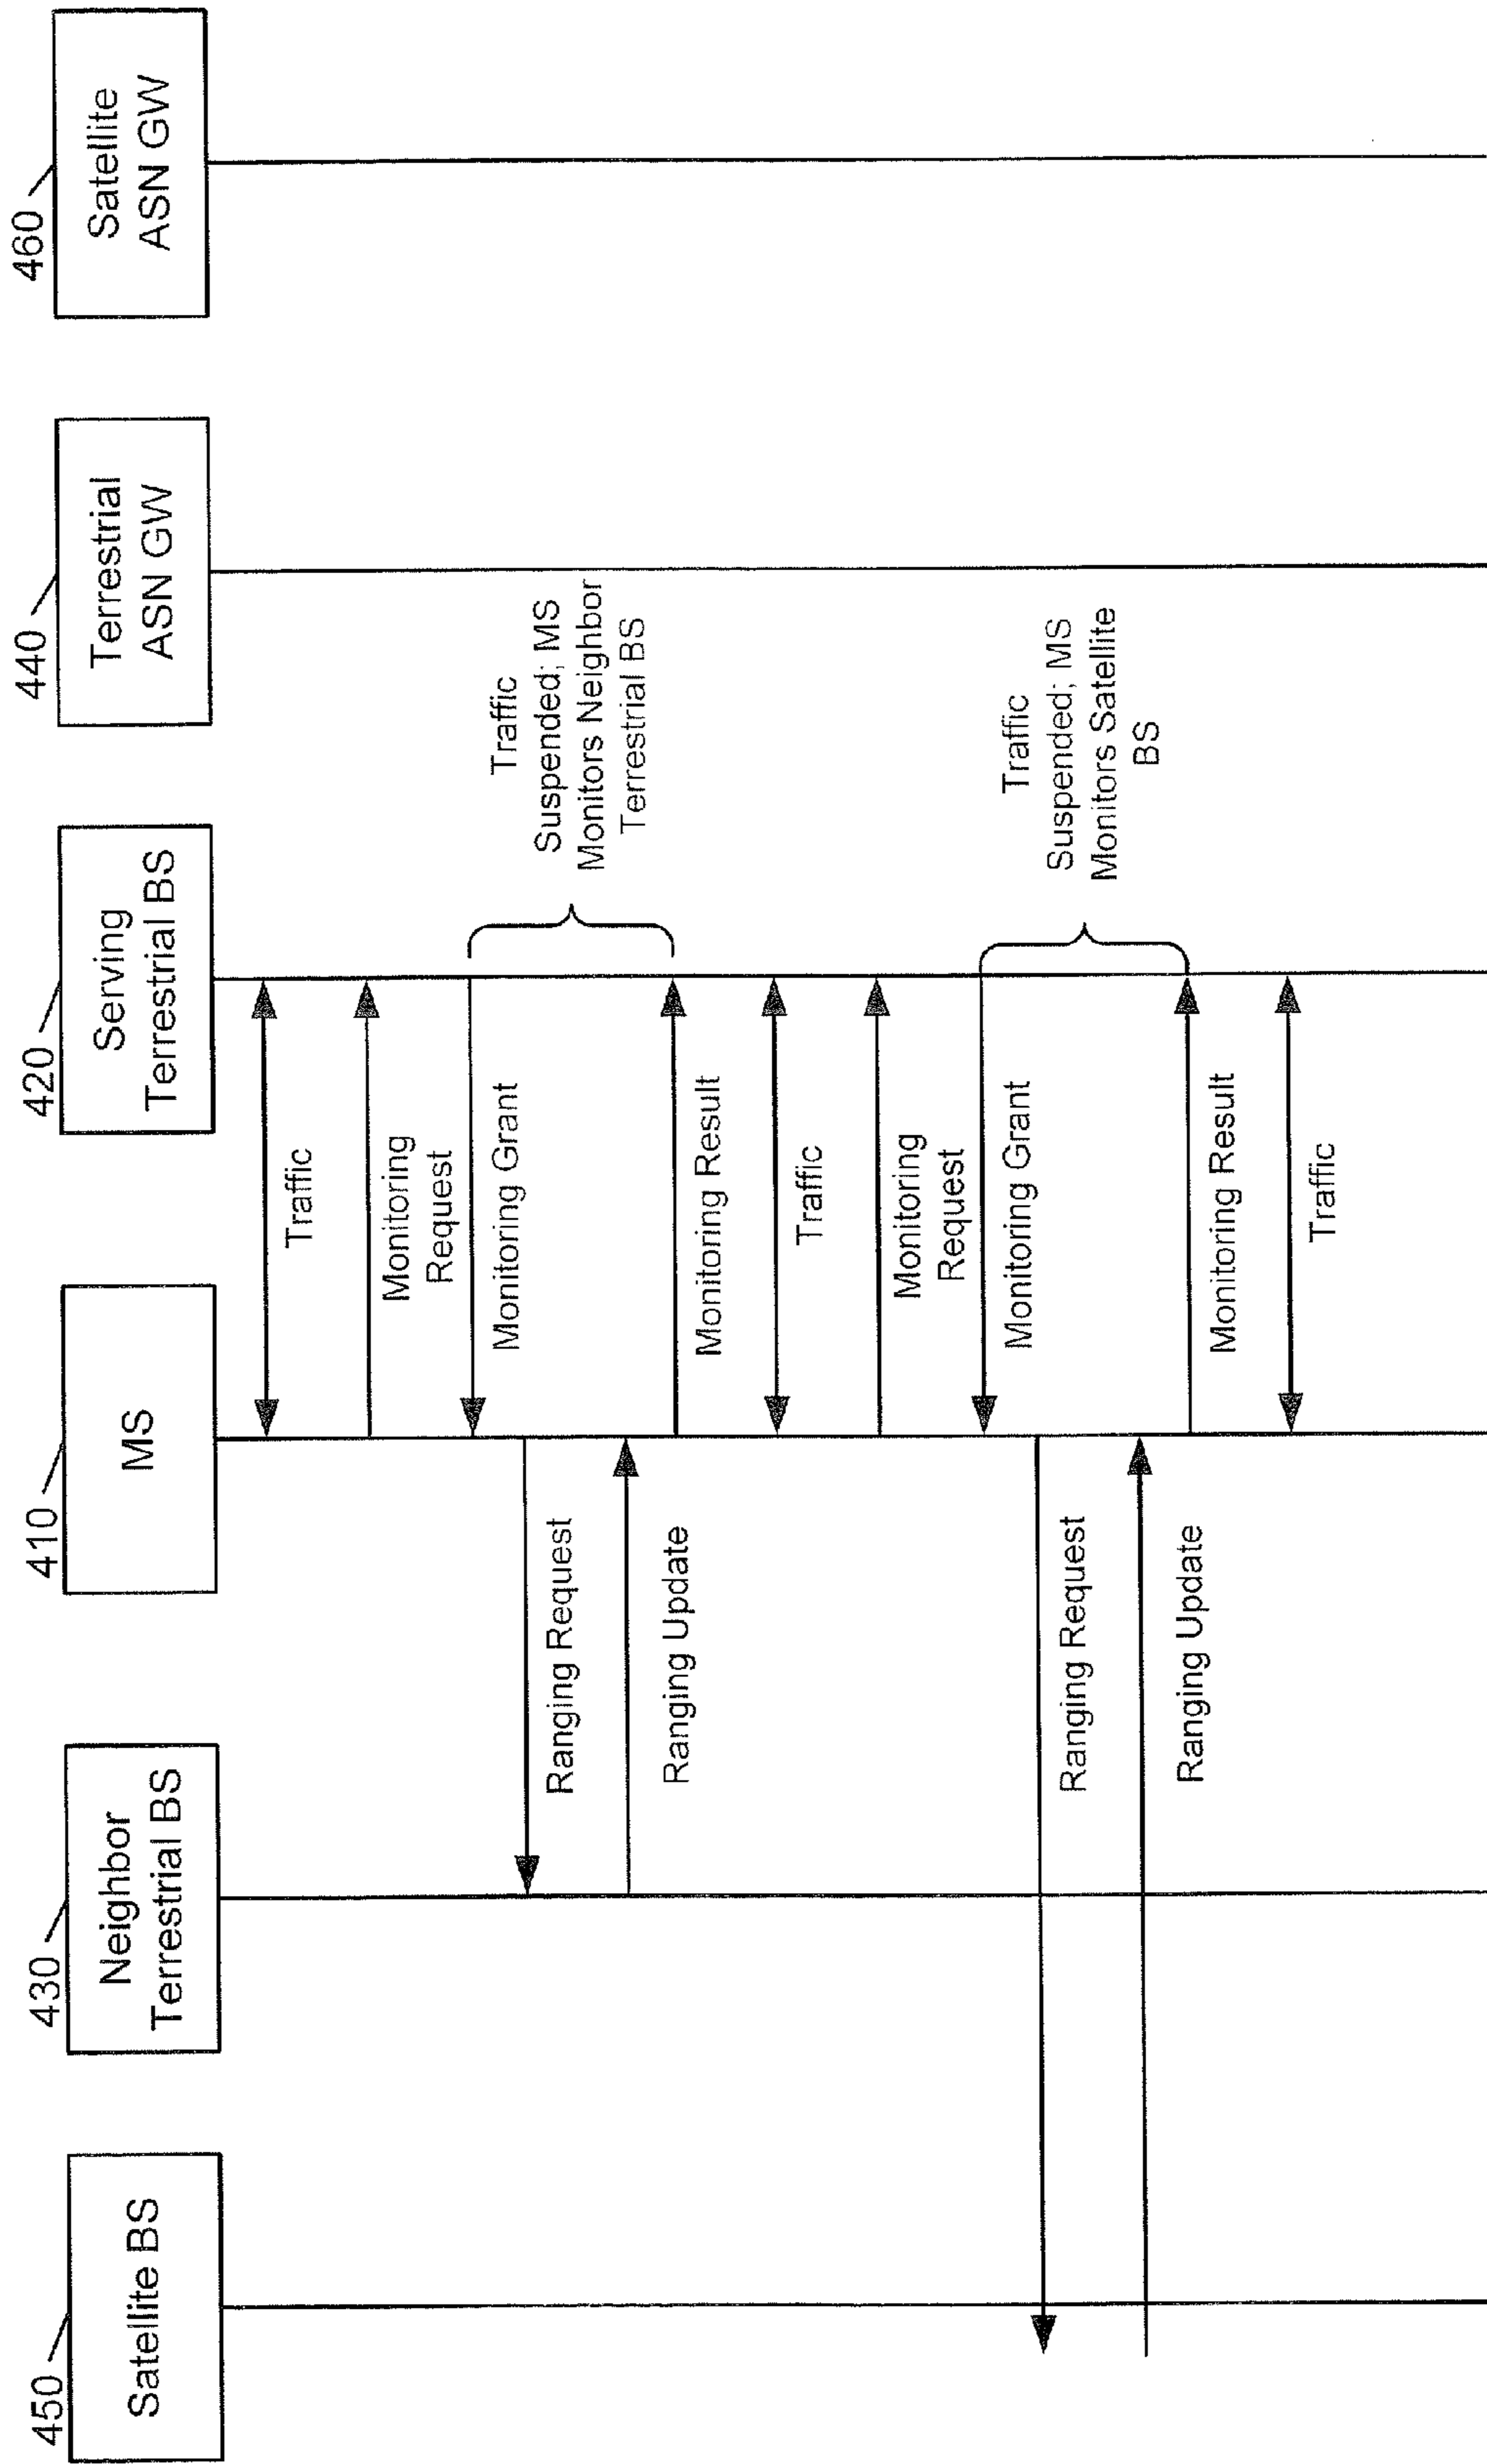 450
Satellite BS
430
Neighbor
Terrestrial BS
410
MS
420
Serving
Terrestrial BS
440
Terrestrial
ASN GW
460
Satellite
ASN GW
Traffic
Monitoring
Request
Monitoring Grant
Traffic
Suspended; MS
Monitors Neighbor
Terrestrial BS
Ranging Request
Ranging Update
Monitoring Result
Traffic
Monitoring
Request
Monitoring Grant
Traffic
Suspended; MS
Monitors Satellite
BS
Ranging Request
Ranging Update
Monitoring Result
Traffic